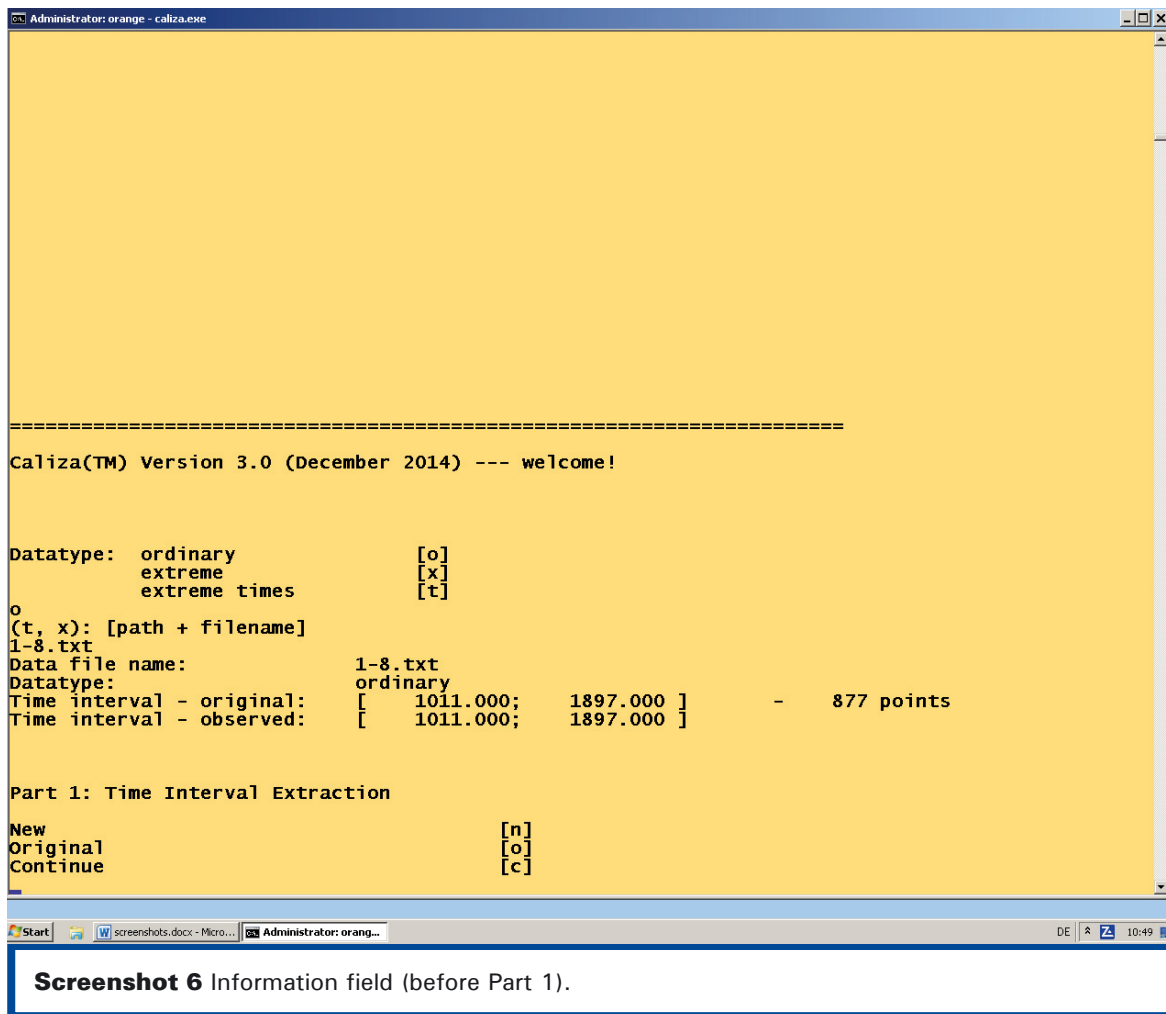 Administrator: orange - caliza.exe
======================================================================
Caliza(TM) Version 3.0 (December 2014) --- welcome!
Datatype: ordinary [o]
extreme [x]
extreme times [t]
o
(t, x): [path + filename]
1-8.txt
Data file name: 1-8.txt
Datatype: ordinary
Time interval - original: [ 1011.000; 1897.000 ] - 877 points
Time interval - observed: [ 1011.000; 1897.000 ]
Part 1: Time Interval Extraction
New [n]
Original [o]
Continue [c]
Start screenshots.docx - Micro... Administrator: orang... DE 10:49
Screenshot 6 Information field (before Part 1).